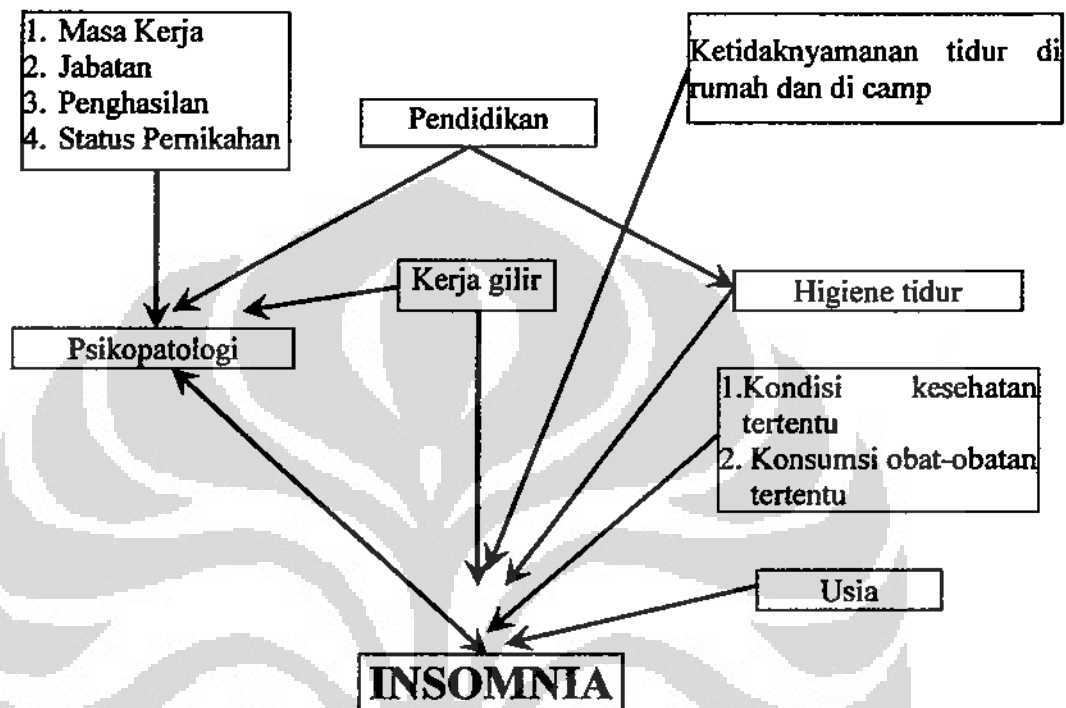 1. Masa Kerja
2. Jabatan
3. Penghasilan
4. Status Pernikahan
Ketidaknyamanan tidur di
rumah dan di camp
Pendidikan
Kerja gilir
Higiene tidur
Psikopatologi
1.Kondisi kesehatan
tertentu
2. Konsumsi obat-obatan
tertentu
Usia
INSOMNIA